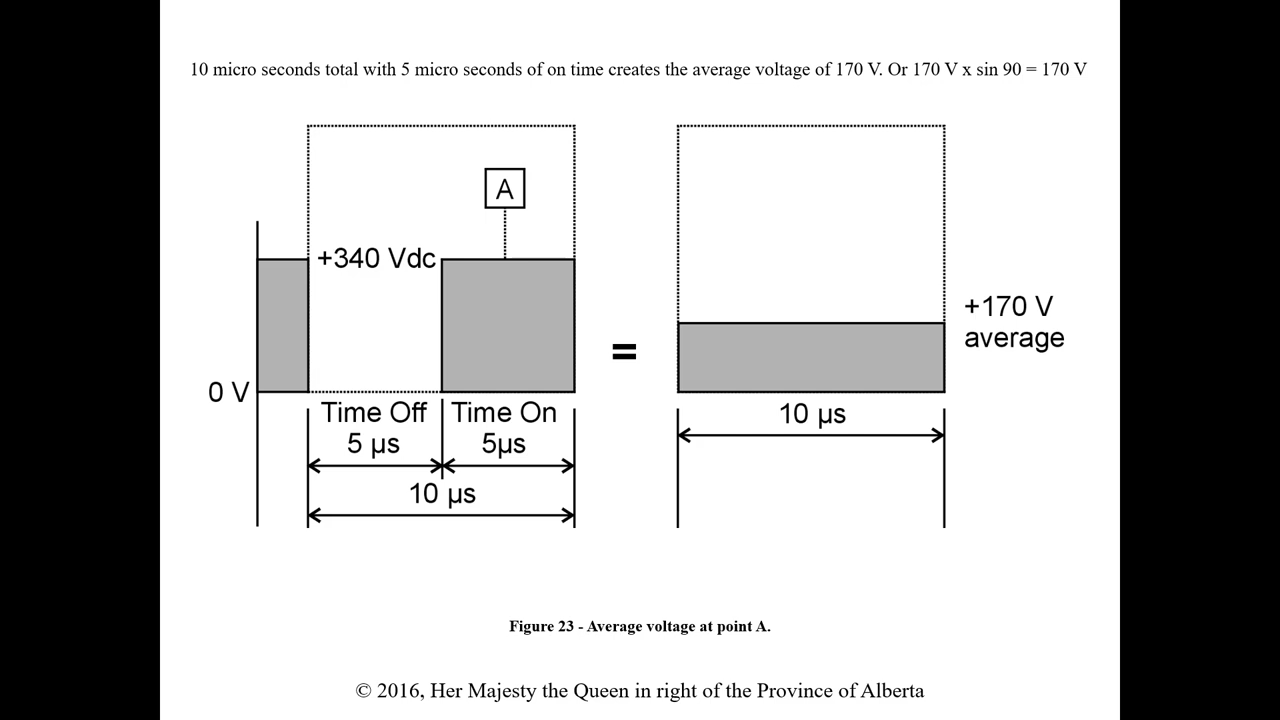 10 micro seconds total with 5 micro seconds of on time creates the average voltage of 170 V. Or 170 V x sin 90 = 170 V
A
+340 Vdc
=
+170 V
average
0 V
Time Off
5 µs
Time On
5µs
10 µs
10 µs
Figure 23 - Average voltage at point A.
© 2016, Her Majesty the Queen in right of the Province of Alberta